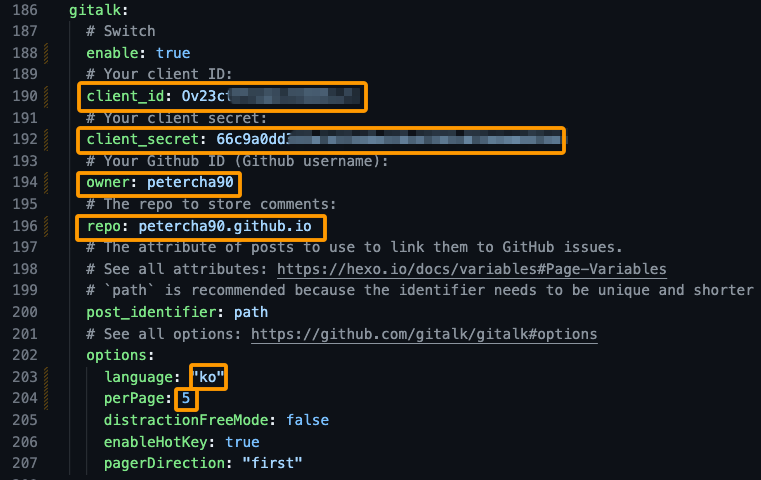 186 gitalk:
187 # Switch
188 enable: true
189 # Your client ID:
190 client_id:
191 # Your client secret:
192 client_secret:
193 # Your Github ID (Github username):
194 owner: petercha90
195 # The repo to store comments:
196 repo: petercha90.github.io
197 # The attribute of posts to use to link them to GitHub issues.
198 # See all attributes: https://hexo.io/docs/variables#Page-Variables
199 # `path` is recommended because the identifier needs to be unique and shorter
200 post_identifier: path
201 # See all options: https://github.com/gitalk/gitalk#options
202 options:
203 language: "ko"
204 perPage: 5
205 distractionFreeMode: false
206 enableHotKey: true
207 pagerDirection: "first"